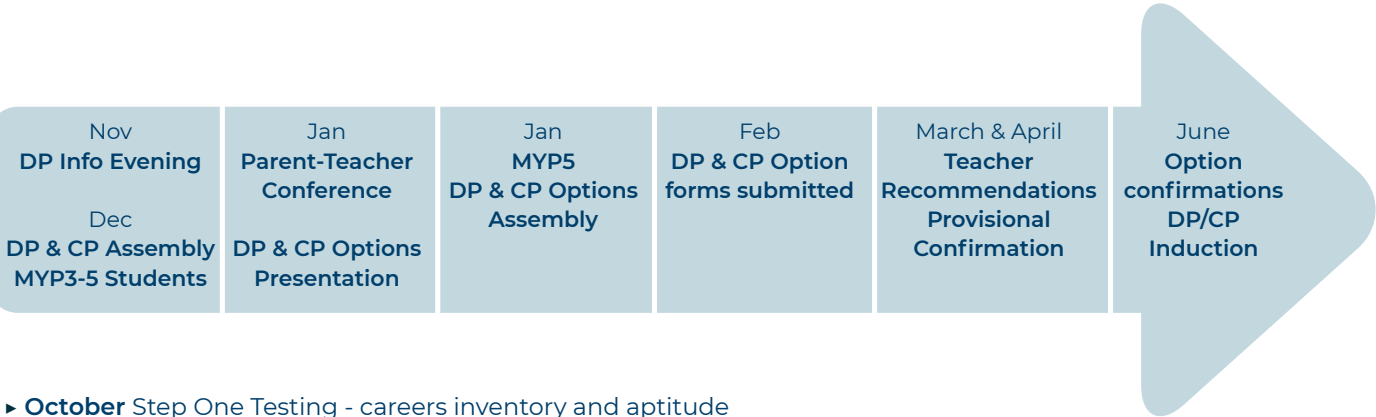 Nov
DP Info Evening
Dec
DP & CP Assembly
MYP3-5 Students
Jan
Parent-Teacher
Conference
DP & CP Options
Presentation
Jan
MYP5
DP & CP Options
Assembly
Feb
DP & CP Option
forms submitted
March & April
Teacher
Recommendations
Provisional
Confirmation
June
Option
confirmations
DP/CP
Induction
▸ October Step One Testing - careers inventory and aptitude